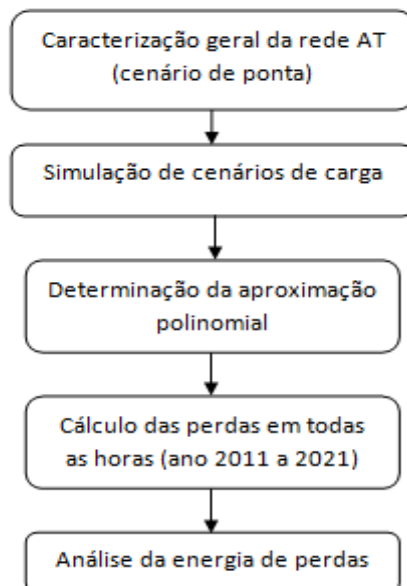 Caracterização geral da rede AT
(cenário de ponta)
Simulação de cenários de carga
Determinação da aproximação
polinomial
Cálculo das perdas em todas
as horas (ano 2011 a 2021)
Análise da energia de perdas